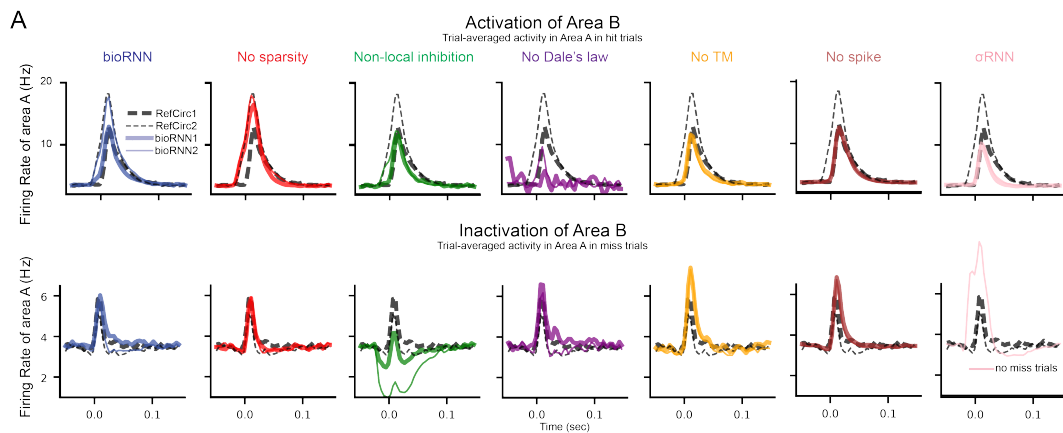 A
Activation of Area B
Trial-averaged activity in Area A in hit trials
bioRNN
No sparsity
Non-local inhibition
No Dale's law
No TM
No spike
σRNN
Firing Rate of area A (Hz)
20
10
RefCirc1
RefCirc2
bioRNN1
bioRNN2
Inactivation of Area B
Trial-averaged activity in Area A in miss trials
Firing Rate of area A (Hz)
6
4
2
no miss trials
0.0 0.1
0.0 0.1
0.0 0.1
0.0 0.1
0.0 0.1
0.0 0.1
0.0 0.1
Time (sec)